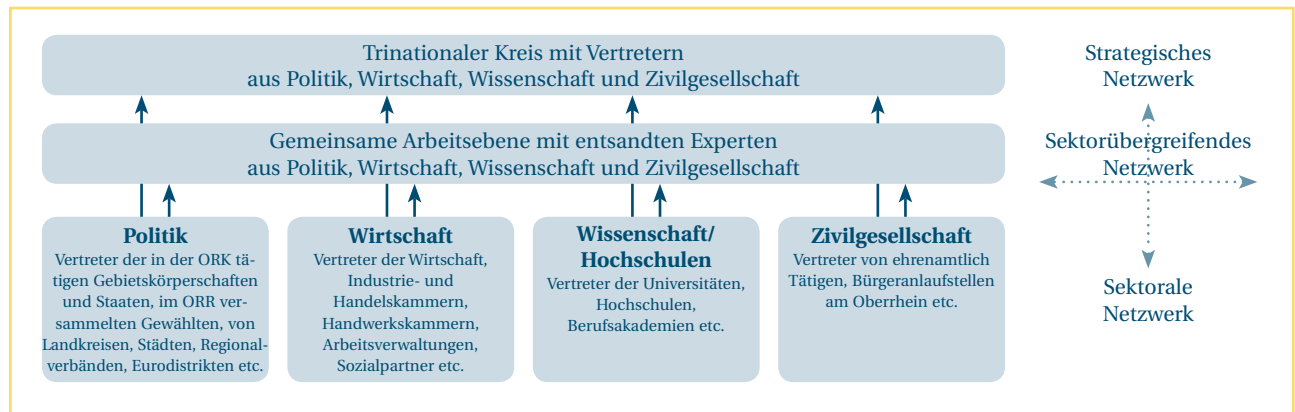 Trinationaler Kreis mit Vertretern
aus Politik, Wirtschaft, Wissenschaft und Zivilgesellschaft
Strategisches
Netzwerk
Gemeinsame Arbeitsebene mit entsandten Experten
aus Politik, Wirtschaft, Wissenschaft und Zivilgesellschaft
Sektorübergreifendes
Netzwerk
Politik
Vertreter der in der ORK tä-
tigen Gebietskörperschaften
und Staaten, im ORR ver-
sammelten Gewählten, von
Landkreisen, Städten, Regional-
verbänden, Eurodistrikten etc.
Wirtschaft
Vertreter der Wirtschaft,
Industrie- und
Handelskammern,
Handwerkskammern,
Arbeitsverwaltungen,
Sozialpartner etc.
Wissenschaft/
Hochschulen
Vertreter der Universitäten,
Hochschulen,
Berufsakademien etc.
Zivilgesellschaft
Vertreter von ehrenamtlich
Tätigen, Bürgeranlaufstellen
am Oberrhein etc.
Sektorale
Netzwerk